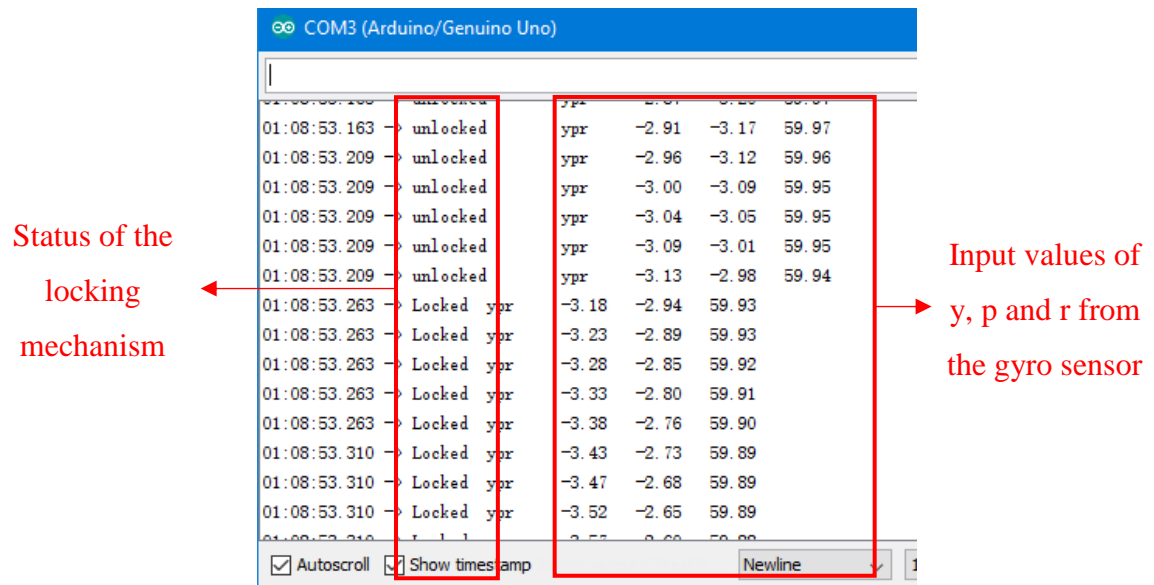 COM3 (Arduino/Genuino Uno)
01:08:53.163 -> unlocked ypr -2.91 -3.17 59.97
01:08:53.209 -> unlocked ypr -2.96 -3.12 59.96
01:08:53.209 -> unlocked ypr -3.00 -3.09 59.95
01:08:53.209 -> unlocked ypr -3.04 -3.05 59.95
01:08:53.209 -> unlocked ypr -3.09 -3.01 59.95
01:08:53.209 -> unlocked ypr -3.13 -2.98 59.94
01:08:53.263 -> Locked ypr -3.18 -2.94 59.93
01:08:53.263 -> Locked ypr -3.23 -2.89 59.93
01:08:53.263 -> Locked ypr -3.28 -2.85 59.92
01:08:53.263 -> Locked ypr -3.33 -2.80 59.91
01:08:53.263 -> Locked ypr -3.38 -2.76 59.90
01:08:53.310 -> Locked ypr -3.43 -2.73 59.89
01:08:53.310 -> Locked ypr -3.47 -2.68 59.89
01:08:53.310 -> Locked ypr -3.52 -2.65 59.89
Autoscroll Show timestamp Newline
Status of the
locking
mechanism
Input values of
y, p and r from
the gyro sensor